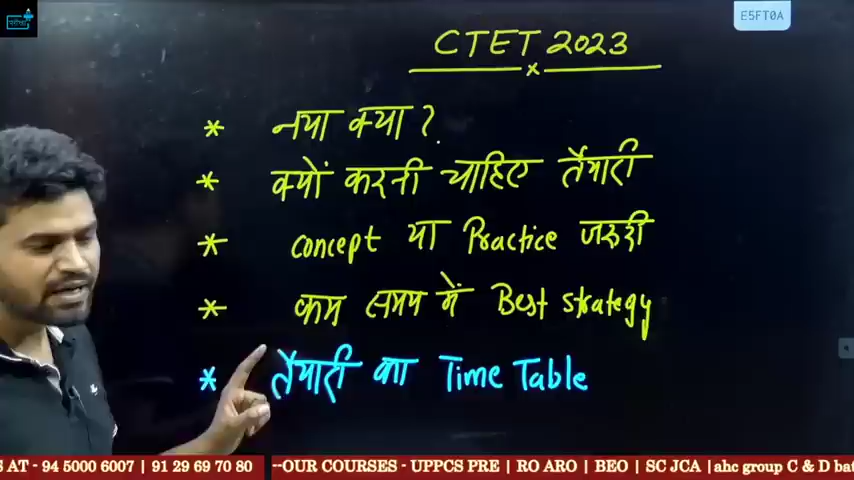 E5FT0A
CTET 2023
* नया क्या ?
* क्यों करनी चाहिए तैयारी
* concept या Practice जरुरी
* कम समय में Best strategy
* तैयारी का Time Table
S AT - 94 5000 6007 | 91 29 69 70 80 --OUR COURSES - UPPCS PRE | RO ARO | BEO | SC JCA |ahc group C & D bat